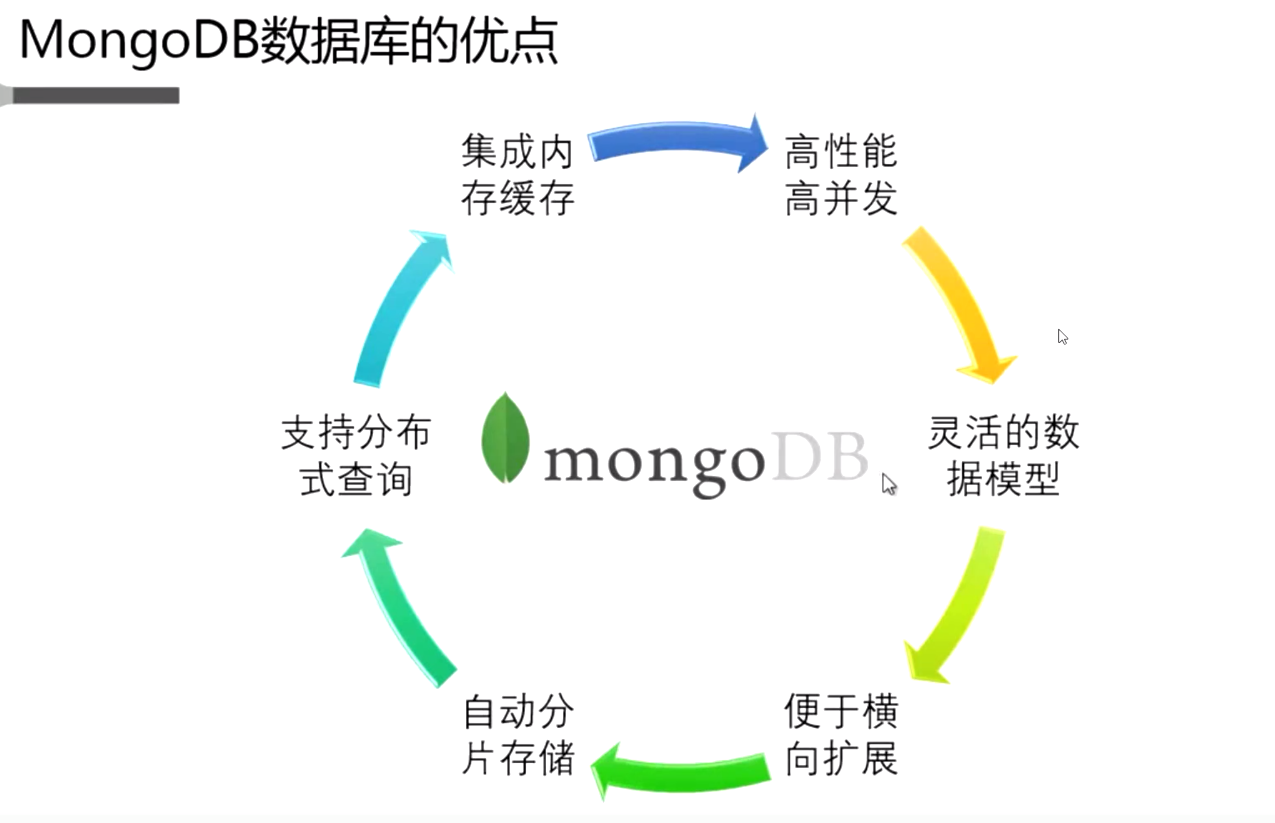 MongoDB数据库的优点
集成内
存缓存
高性能
高并发
支持分布
式查询
mongoDB
灵活的数
据模型
自动分
片存储
便于横
向扩展